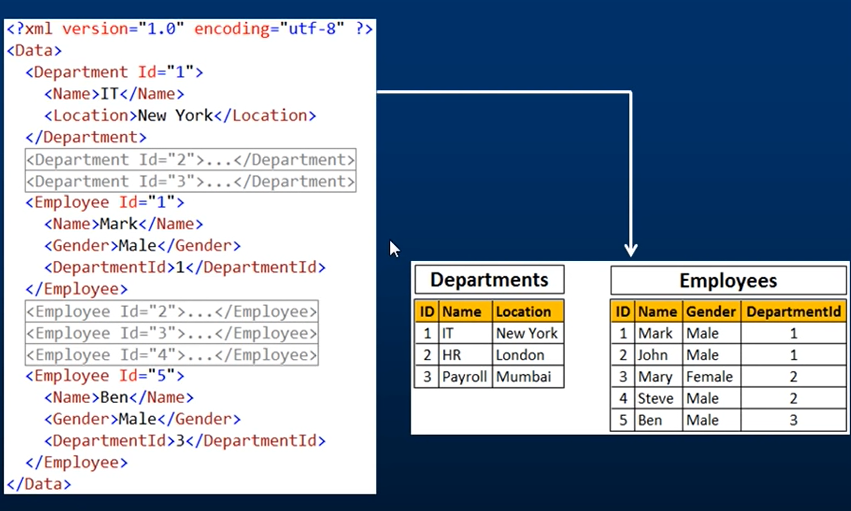 <?xml version="1.0" encoding="utf-8" ?>
<Data>
<Department Id="1">
<Name>IT</Name>
<Location>New York</Location>
</Department>
<Department Id="2">...</Department>
<Department Id="3">...</Department>
<Employee Id="1">
<Name>Mark</Name>
<Gender>Male</Gender>
<DepartmentId>1</DepartmentId>
</Employee>
<Employee Id="2">...</Employee>
<Employee Id="3">...</Employee>
<Employee Id="4">...</Employee>
<Employee Id="5">
<Name>Ben</Name>
<Gender>Male</Gender>
<DepartmentId>3</DepartmentId>
</Employee>
</Data>
Departments
ID Name Location
1 IT New York
2 HR London
3 Payroll Mumbai
Employees
ID Name Gender DepartmentId
1 Mark Male 1
2 John Male 1
3 Mary Female 2
4 Steve Male 2
5 Ben Male 3